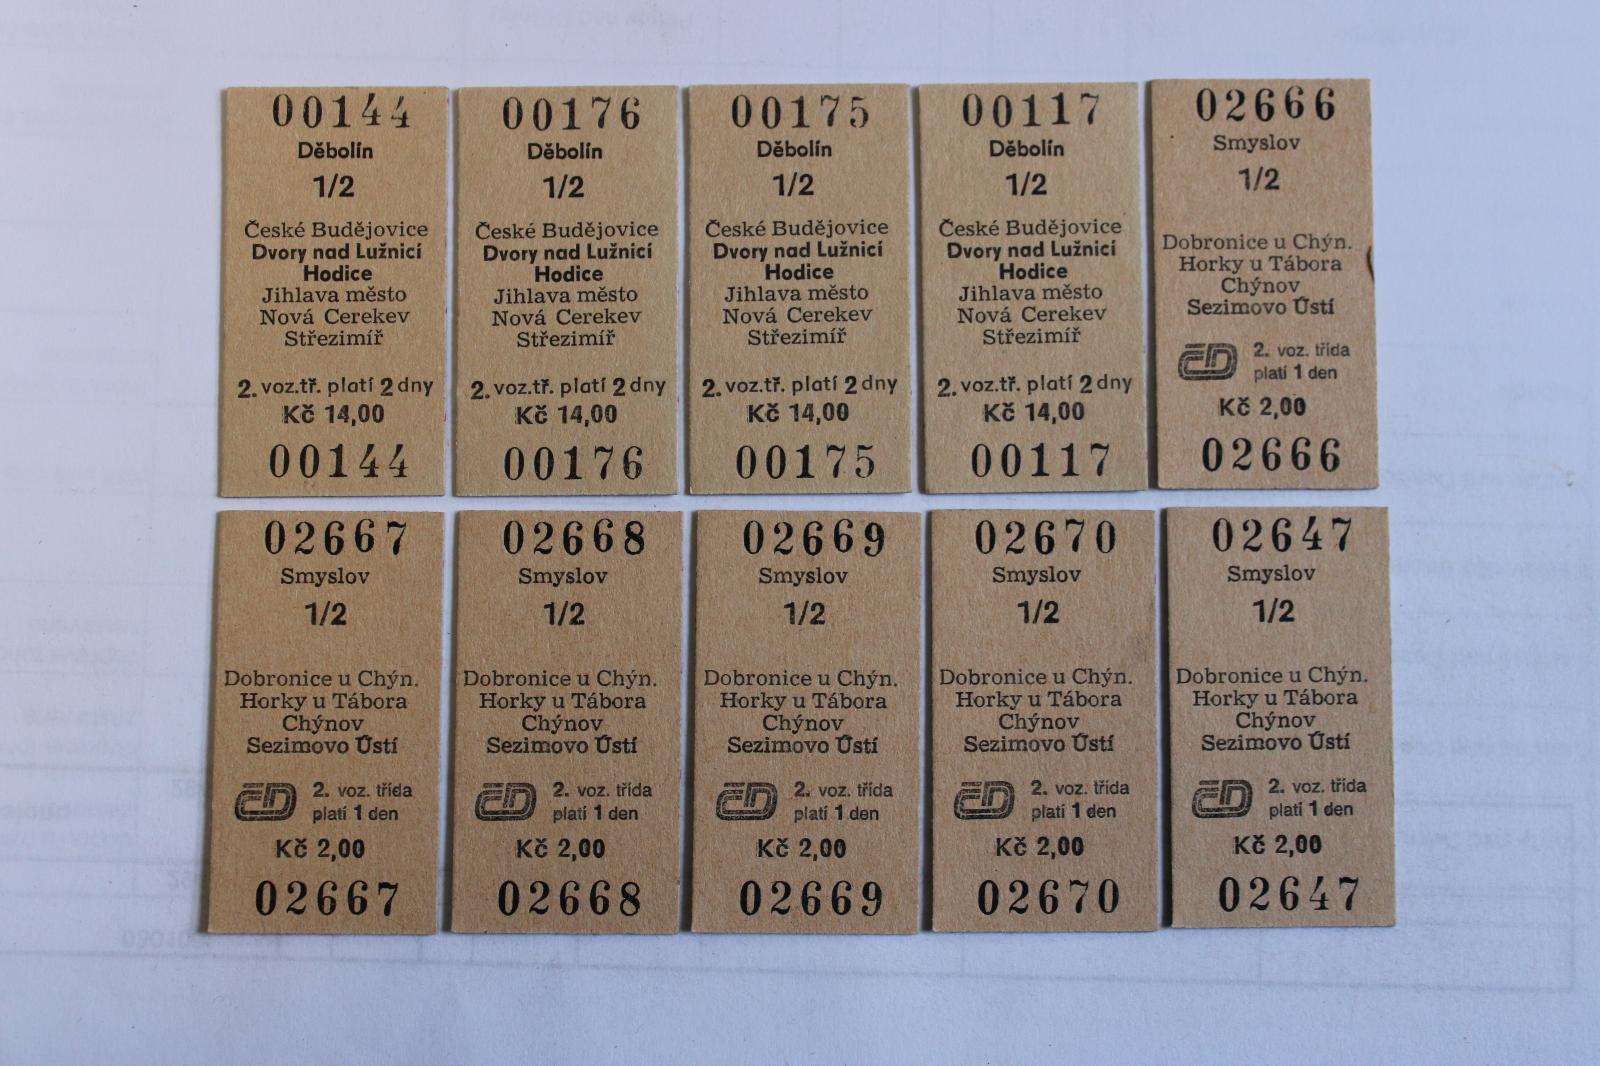 00144
Děbolín
1/2
České Budějovice
Dvory nad Lužnicí
Hodice
Jihlava město
Nová Cerekev
Střezimíř
2. voz.tř. platí 2 dny
Kč 14,00
00144
00176
Děbolín
1/2
České Budějovice
Dvory nad Lužnicí
Hodice
Jihlava město
Nová Cerekev
Střezimíř
2. voz.tř. platí 2 dny
Kč 14,00
00176
00175
Děbolín
1/2
České Budějovice
Dvory nad Lužnicí
Hodice
Jihlava město
Nová Cerekev
Střezimíř
2. voz.tř. platí 2 dny
Kč 14,00
00175
00117
Děbolín
1/2
České Budějovice
Dvory nad Lužnicí
Hodice
Jihlava město
Nová Cerekev
Střezimíř
2. voz.tř. platí 2 dny
Kč 14,00
00117
02666
Smyslov
1/2
Dobronice u Chýn.
Horky u Tábora
Chýnov
Sezimovo Ústí
ČD 2. voz. třída
platí 1 den
Kč 2,00
02666
02667
Smyslov
1/2
Dobronice u Chýn.
Horky u Tábora
Chýnov
Sezimovo Ústí
ČD 2. voz. třída
platí 1 den
Kč 2,00
02667
02668
Smyslov
1/2
Dobronice u Chýn.
Horky u Tábora
Chýnov
Sezimovo Ústí
ČD 2. voz. třída
platí 1 den
Kč 2,00
02668
02669
Smyslov
1/2
Dobronice u Chýn.
Horky u Tábora
Chýnov
Sezimovo Ústí
ČD 2. voz. třída
platí 1 den
Kč 2,00
02669
02670
Smyslov
1/2
Dobronice u Chýn.
Horky u Tábora
Chýnov
Sezimovo Ústí
ČD 2. voz. třída
platí 1 den
Kč 2,00
02670
02647
Smyslov
1/2
Dobronice u Chýn.
Horky u Tábora
Chýnov
Sezimovo Ústí
ČD 2. voz. třída
platí 1 den
Kč 2,00
02647